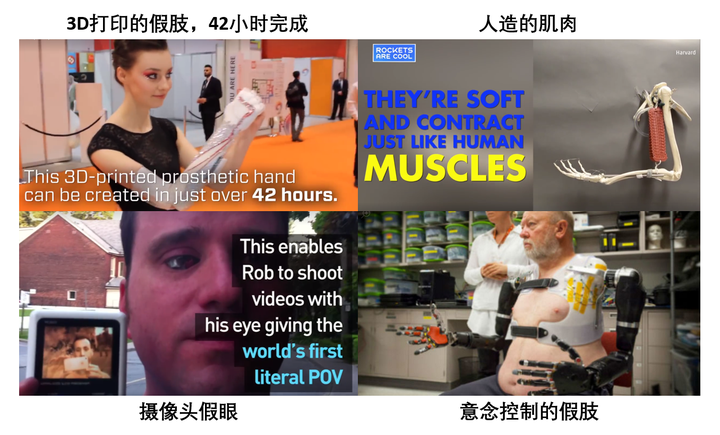 3D打印的假肢，42小时完成
人造的肌肉
YOU ARE HERE
This 3D-printed prosthetic hand
can be created in just over 42 hours.
ROCKETS
ARE COOL
THEY'RE SOFT
AND CONTRACT
JUST LIKE HUMAN
MUSCLES
Harvard
This enables
Rob to shoot
videos with
his eye giving the
world's first
literal POV
摄像头假眼
意念控制的假肢